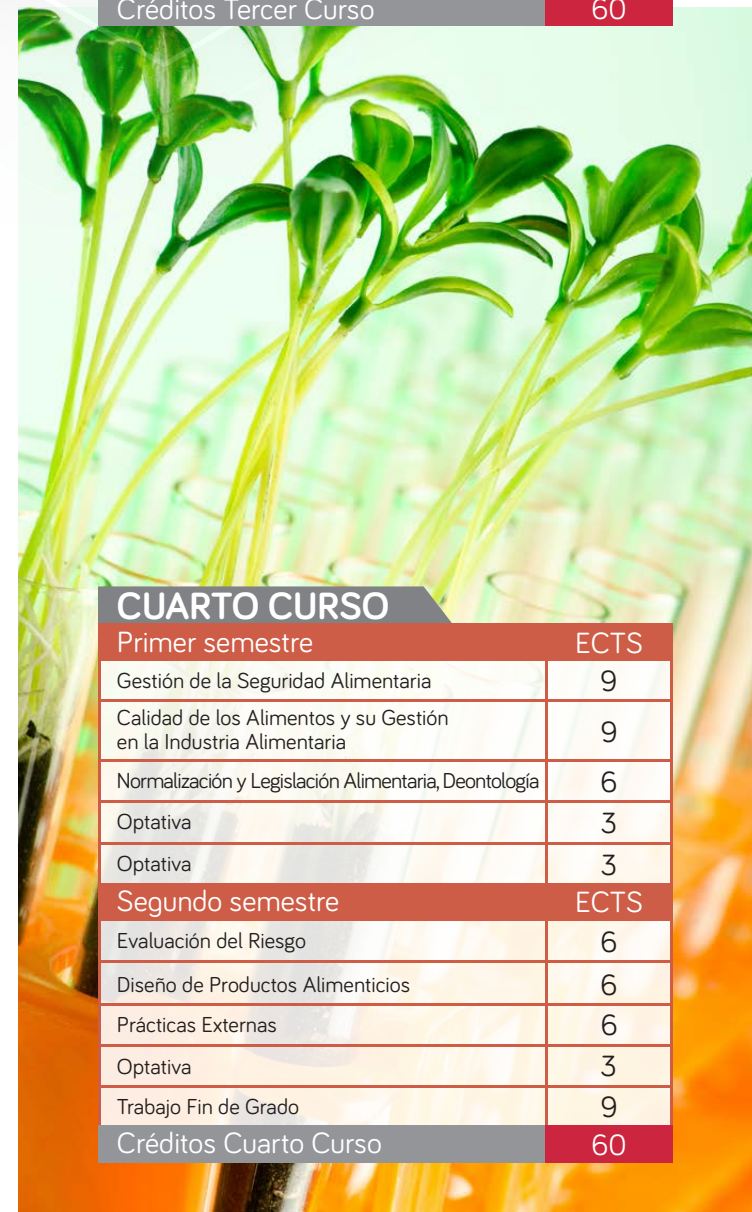 Créditos Tercer Curso 60
CUARTO CURSO
Primer semestre ECTS
Gestión de la Seguridad Alimentaria 9
Calidad de los Alimentos y su Gestión
en la Industria Alimentaria 9
Normalización y Legislación Alimentaria, Deontología 6
Optativa 3
Optativa 3
Segundo semestre ECTS
Evaluación del Riesgo 6
Diseño de Productos Alimenticios 6
Prácticas Externas 6
Optativa 3
Trabajo Fin de Grado 9
Créditos Cuarto Curso 60